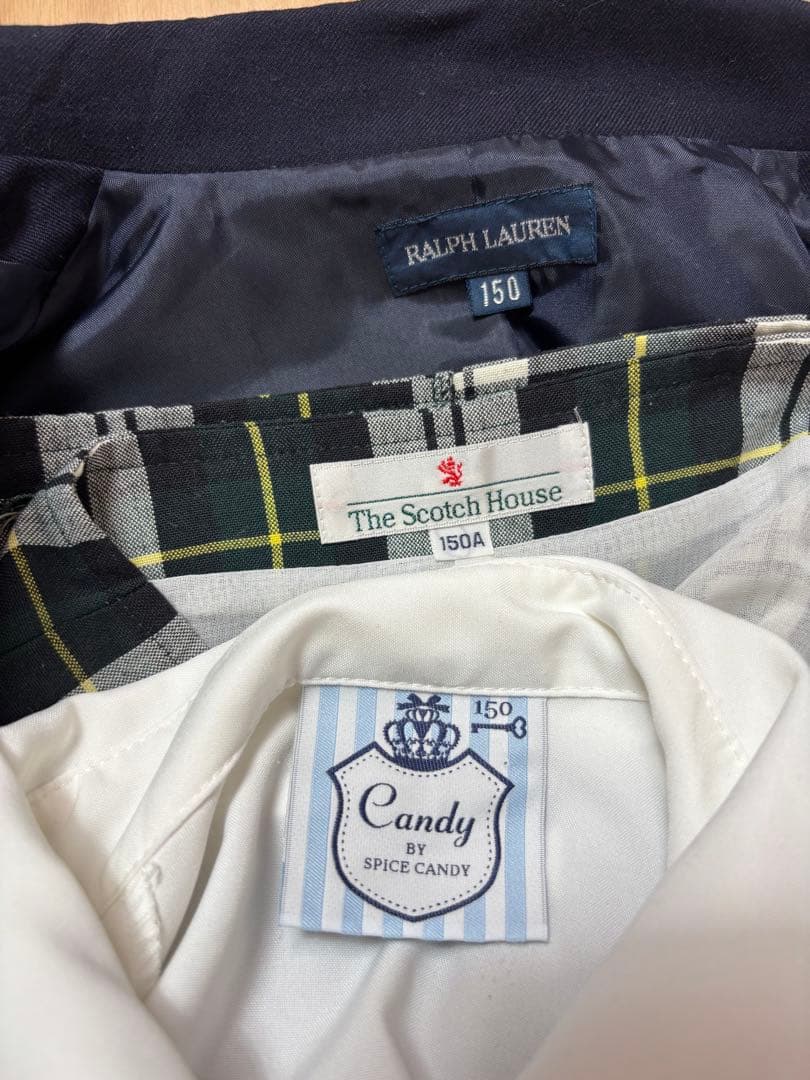 RALPH LAUREN
150
The Scotch House
150A
150
Candy
BY
SPICE CANDY